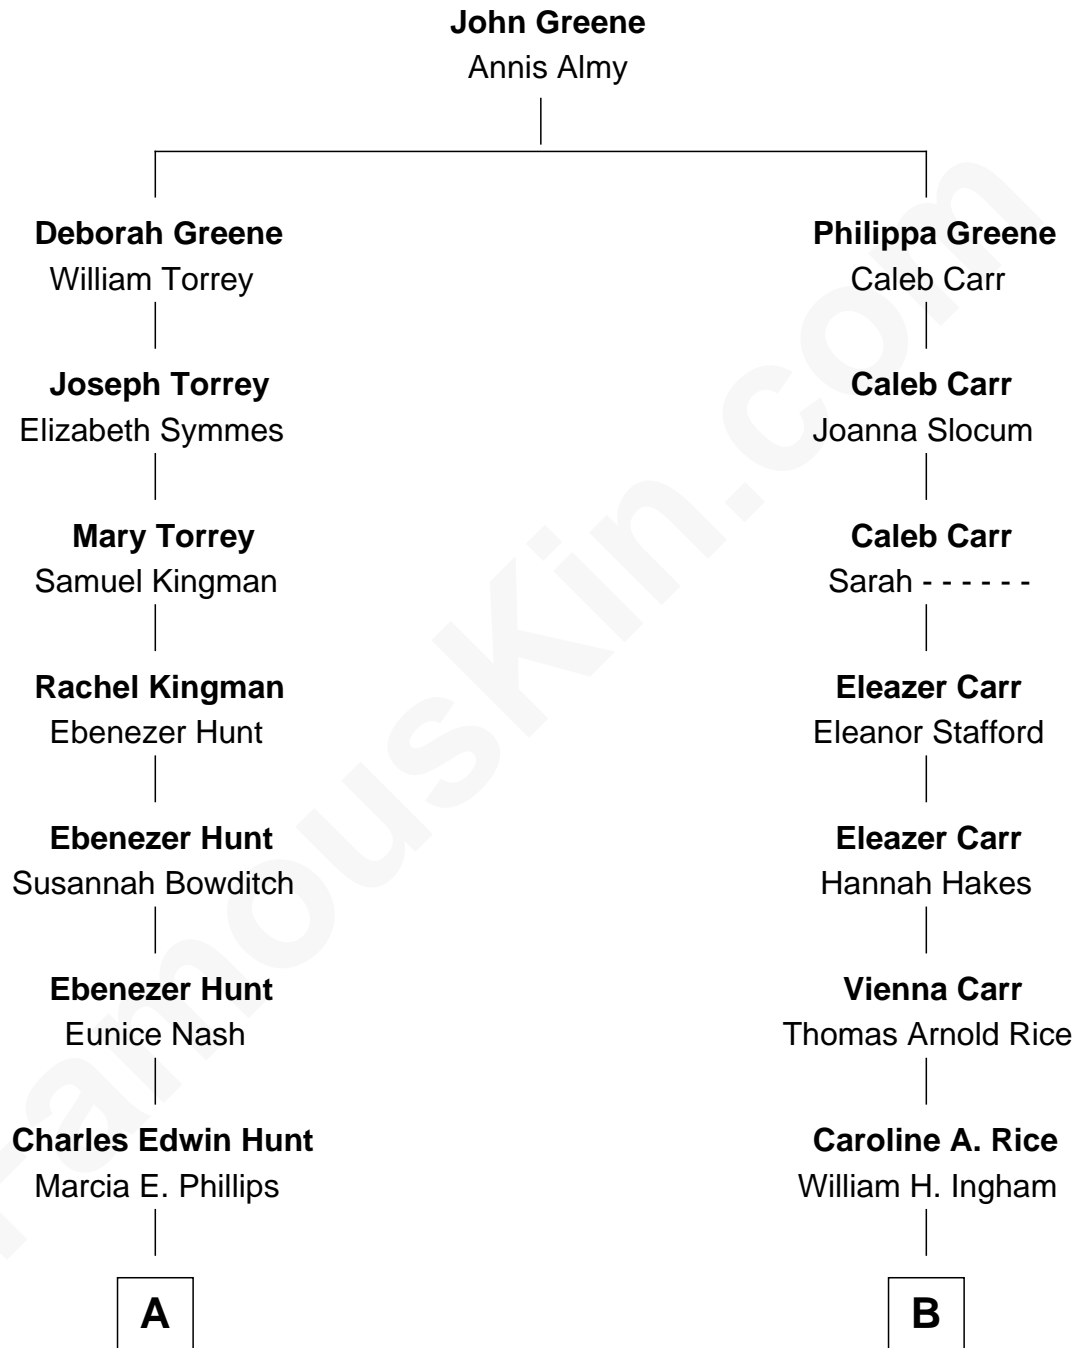 John Greene
Annis Almy
Deborah Greene
William Torrey
Philippa Greene
Caleb Carr
Joseph Torrey
Elizabeth Symmes
Caleb Carr
Joanna Slocum
Mary Torrey
Samuel Kingman
Caleb Carr
Sarah - - - - - -
Rachel Kingman
Ebenezer Hunt
Eleazer Carr
Eleanor Stafford
Ebenezer Hunt
Susannah Bowditch
Eleazer Carr
Hannah Hakes
Ebenezer Hunt
Eunice Nash
Vienna Carr
Thomas Arnold Rice
Charles Edwin Hunt
Marcia E. Phillips
Caroline A. Rice
William H. Ingham
A
B
FamousKin.com